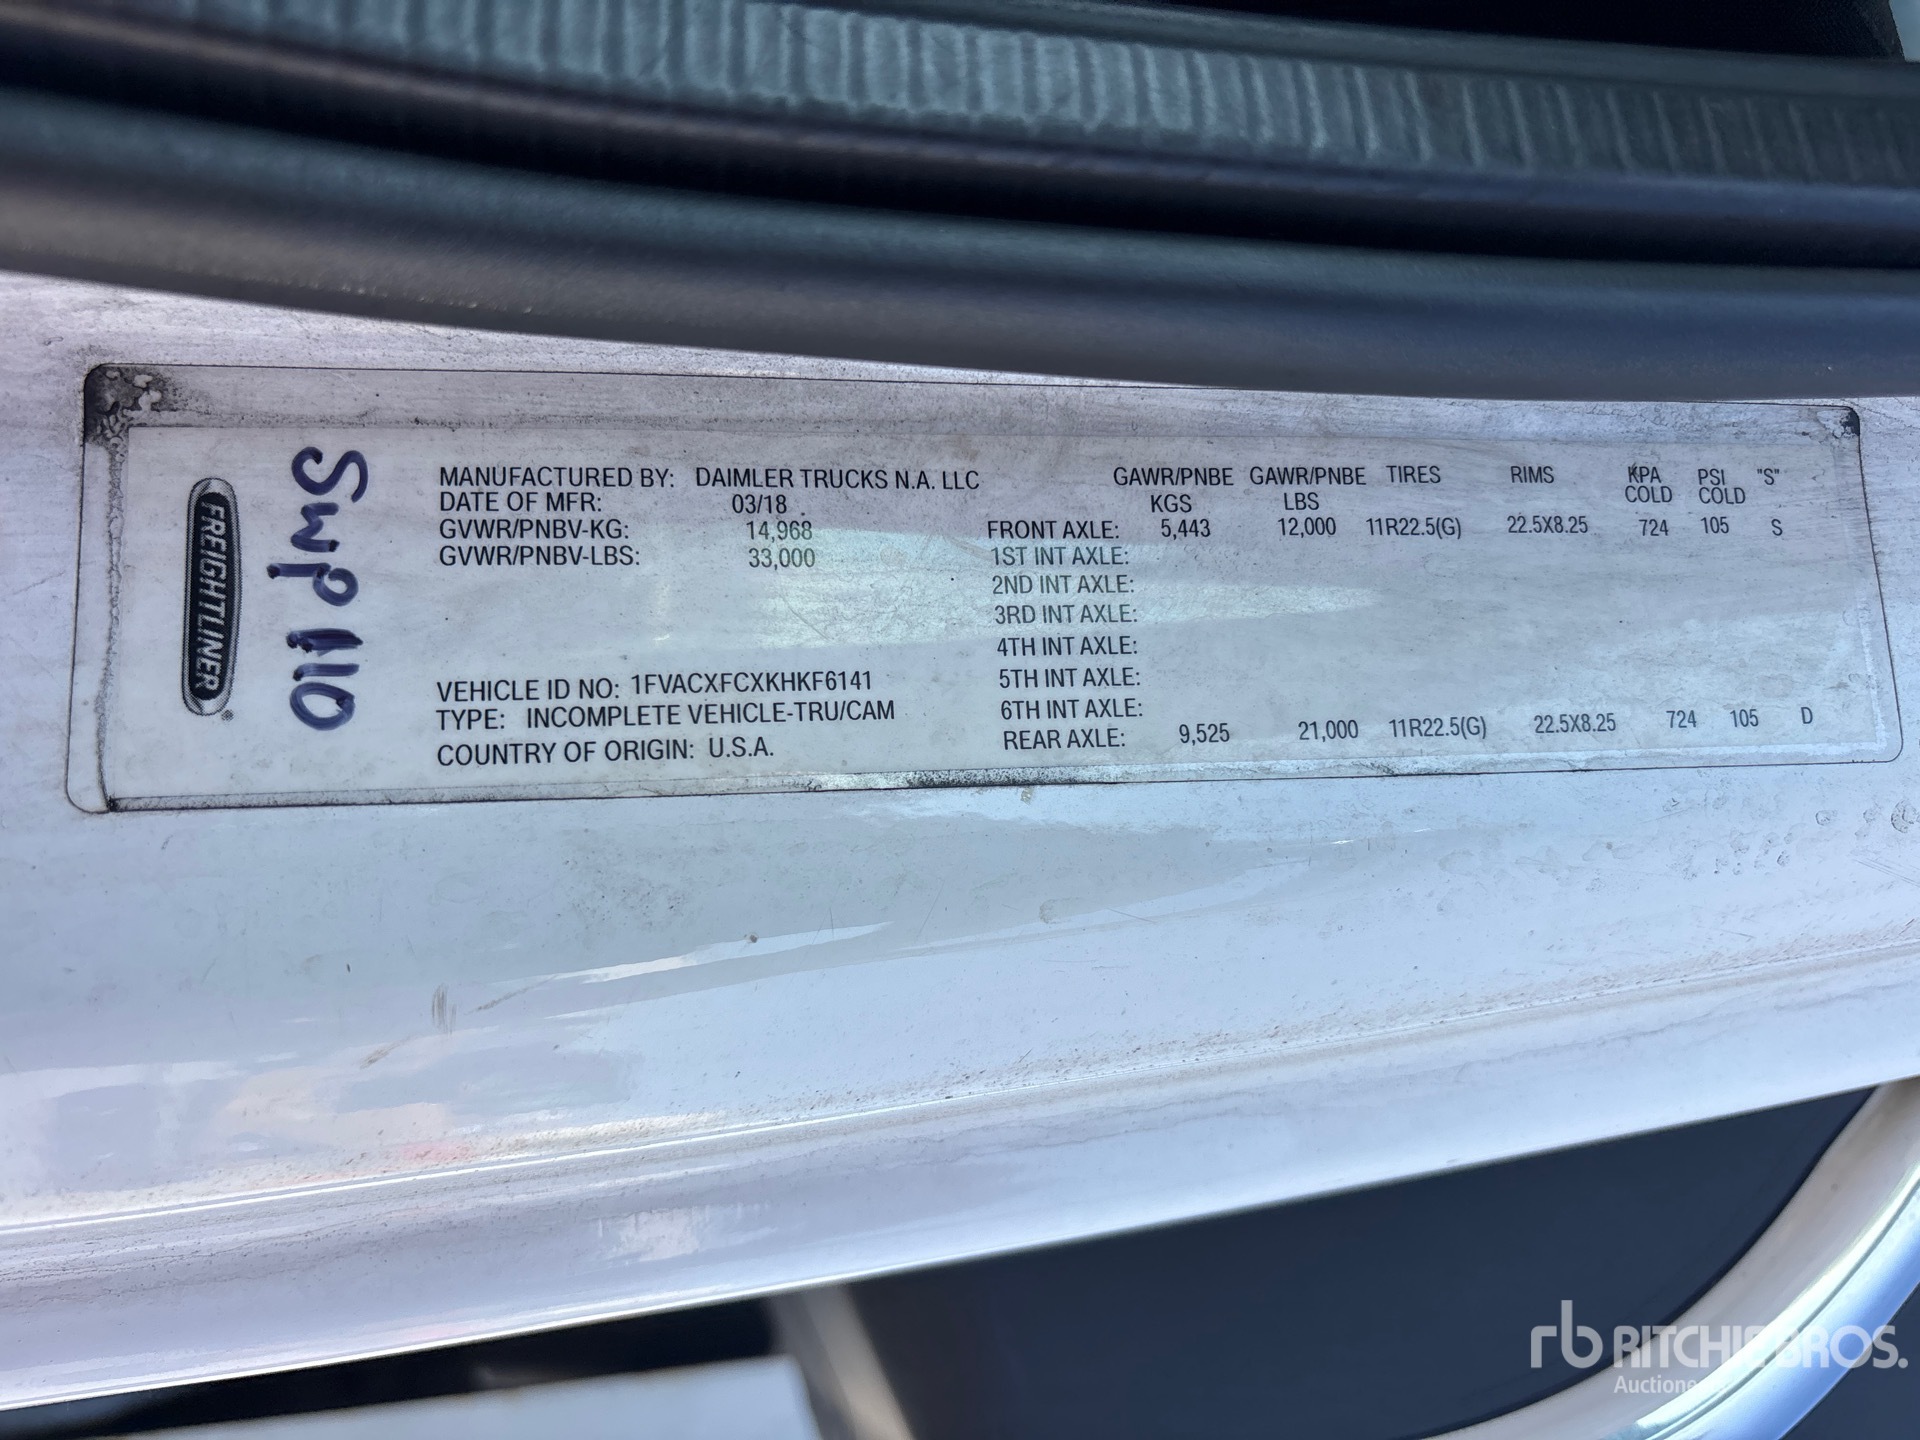 FREIGHTLINER®
Swp 110
MANUFACTURED BY: DAIMLER TRUCKS N.A. LLC
DATE OF MFR: 03/18
GVWR/PNBV-KG: 14,968
GVWR/PNBV-LBS: 33,000
VEHICLE ID NO: 1FVACXFCXKHKF6141
TYPE: INCOMPLETE VEHICLE-TRU/CAM
COUNTRY OF ORIGIN: U.S.A.
GAWR/PNBE KGS GAWR/PNBE LBS TIRES RIMS KPA COLD PSI COLD "S"
FRONT AXLE: 5,443 12,000 11R22.5(G) 22.5X8.25 724 105 S
1ST INT AXLE:
2ND INT AXLE:
3RD INT AXLE:
4TH INT AXLE:
5TH INT AXLE:
6TH INT AXLE:
REAR AXLE: 9,525 21,000 11R22.5(G) 22.5X8.25 724 105 D
rb RITCHIE BROS.